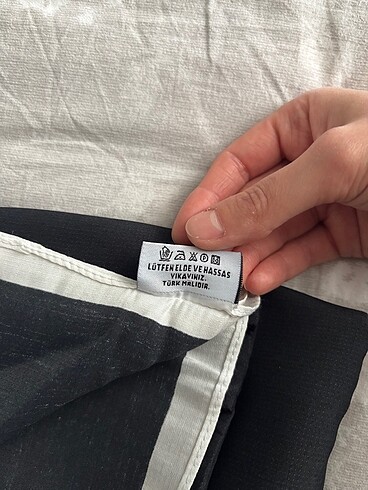 LÜTFEN ELDE VE HASSAS
YIKAYINIZ.
TÜRK MALIDIR.